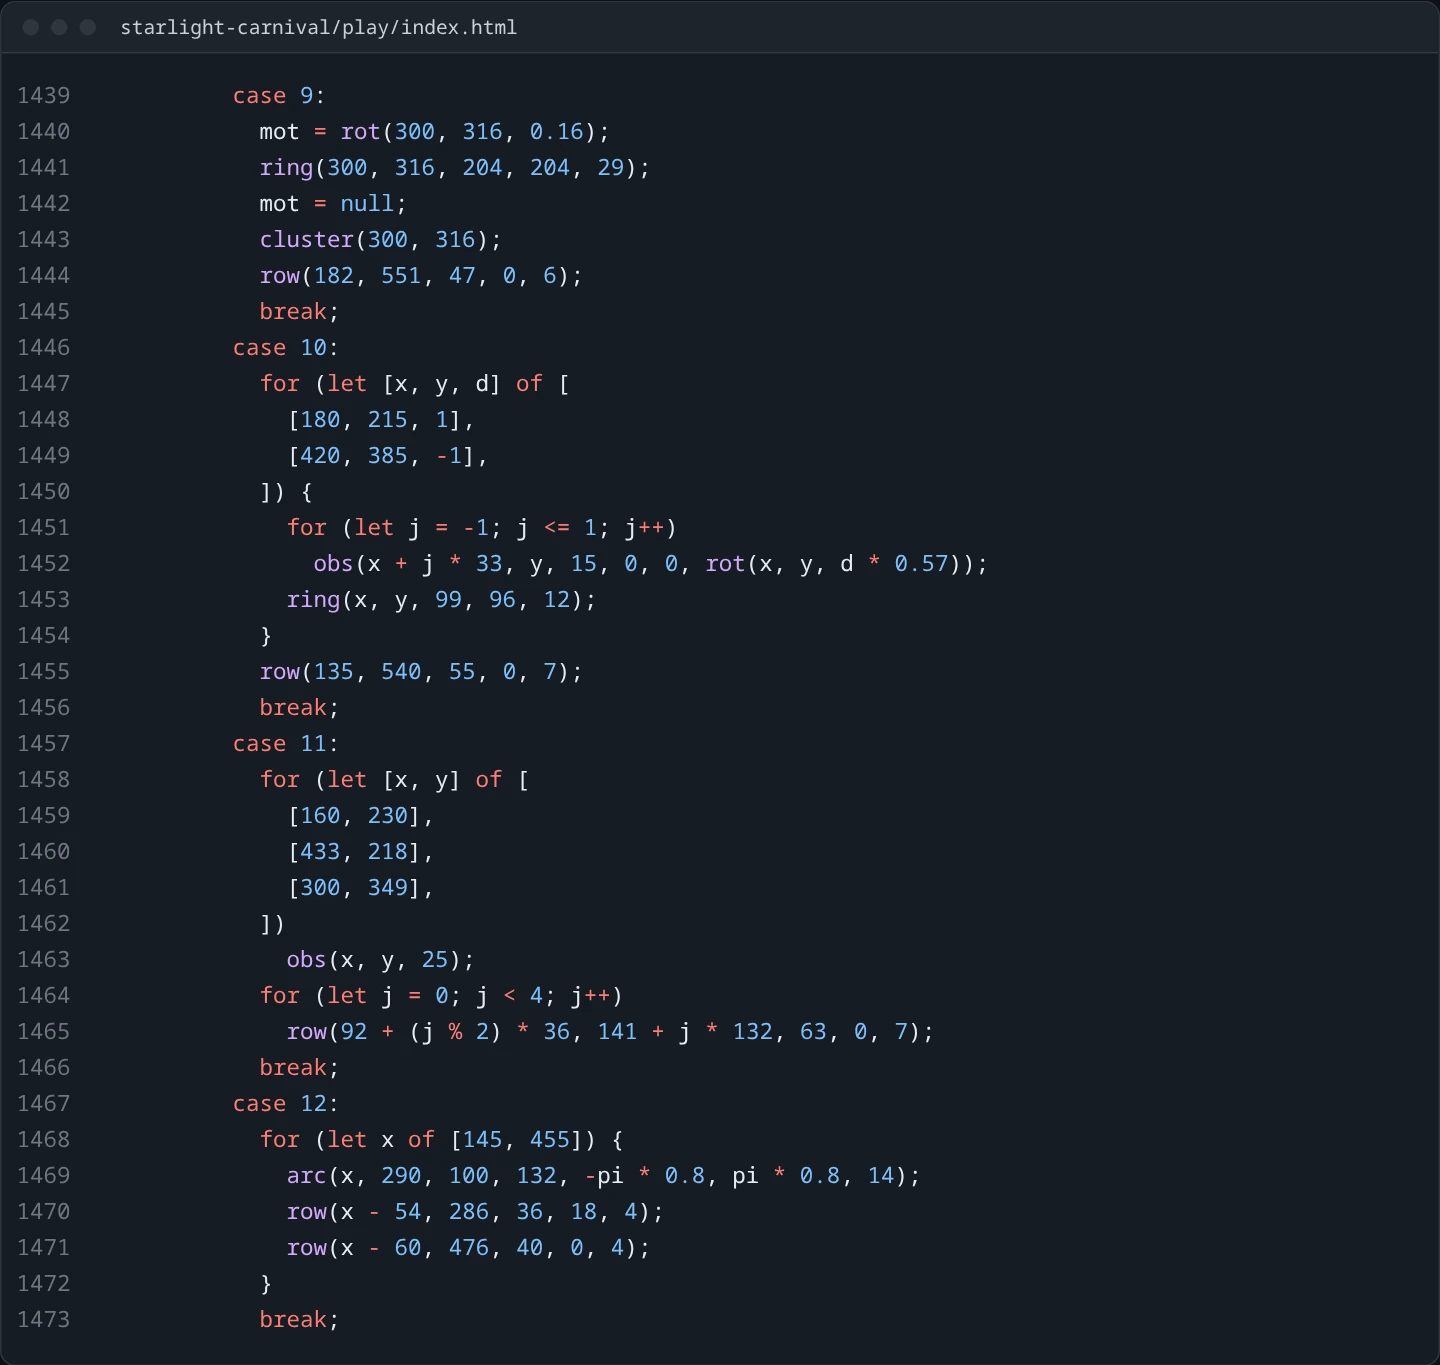 starlight-carnival/play/index.html
1439 case 9:
1440 mot = rot(300, 316, 0.16);
1441 ring(300, 316, 204, 204, 29);
1442 mot = null;
1443 cluster(300, 316);
1444 row(182, 551, 47, 0, 6);
1445 break;
1446 case 10:
1447 for (let [x, y, d] of [
1448 [180, 215, 1],
1449 [420, 385, -1],
1450 ]) {
1451 for (let j = -1; j <= 1; j++)
1452 obs(x + j * 33, y, 15, 0, 0, rot(x, y, d * 0.57));
1453 ring(x, y, 99, 96, 12);
1454 }
1455 row(135, 540, 55, 0, 7);
1456 break;
1457 case 11:
1458 for (let [x, y] of [
1459 [160, 230],
1460 [433, 218],
1461 [300, 349],
1462 ])
1463 obs(x, y, 25);
1464 for (let j = 0; j < 4; j++)
1465 row(92 + (j % 2) * 36, 141 + j * 132, 63, 0, 7);
1466 break;
1467 case 12:
1468 for (let x of [145, 455]) {
1469 arc(x, 290, 100, 132, -pi * 0.8, pi * 0.8, 14);
1470 row(x - 54, 286, 36, 18, 4);
1471 row(x - 60, 476, 40, 0, 4);
1472 }
1473 break;